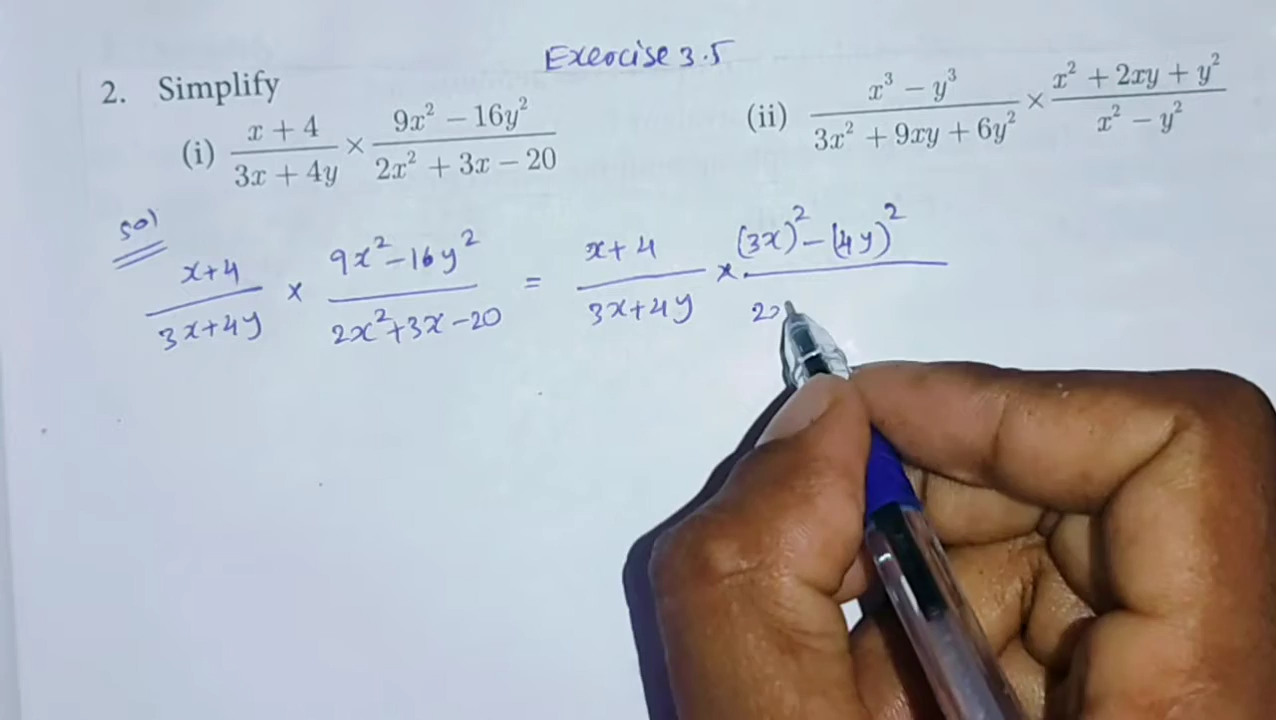 Exercise 3.5
2. Simplify
(i) x + 4 / 3x + 4y × 9x² − 16y² / 2x² + 3x − 20
(ii) x³ − y³ / 3x² + 9xy + 6y² × x² + 2xy + y² / x² − y²
Sol
x+4 / 3x+4y × 9x²−16y² / 2x²+3x−20 = x+4 / 3x+4y × (3x)²−(4y)² / 2x